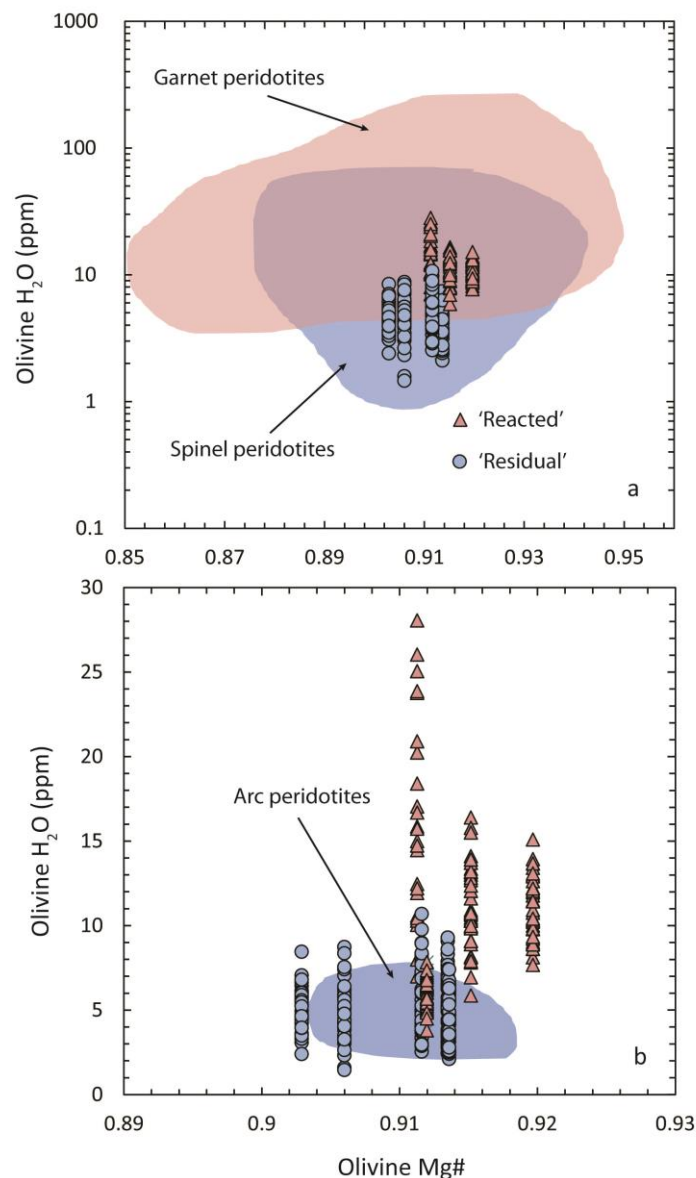 1000
100
10
1
0.1
Olivine H₂O (ppm)
Garnet peridotites
Spinel peridotites
'Reacted'
'Residual'
a
0.85 0.87 0.89 0.91 0.93 0.95
30
25
20
15
10
5
0
Olivine H₂O (ppm)
Arc peridotites
b
0.89 0.9 0.91 0.92 0.93
Olivine Mg#